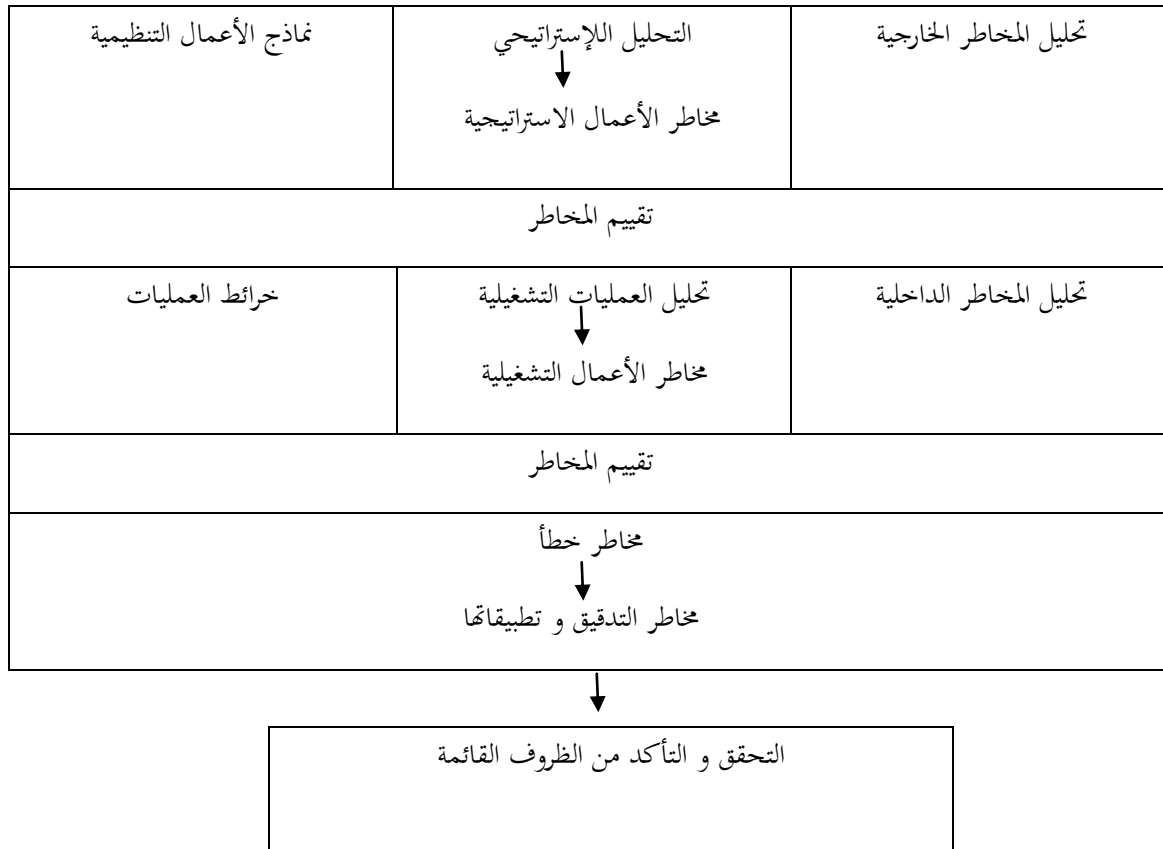 تحليل المخاطر الخارجية
التحليل اللإستراتيحي
مخاطر الأعمال الاستراتيجية
نماذج الأعمال التنظيمية
تقييم المخاطر
تحليل المخاطر الداخلية
تحليل العمليات التشغيلية
مخاطر الأعمال التشغيلية
خرائط العمليات
تقييم المخاطر
مخاطر خطأ
مخاطر التدقيق و تطبيقاتها
التحقق و التأكد من الظروف القائمة